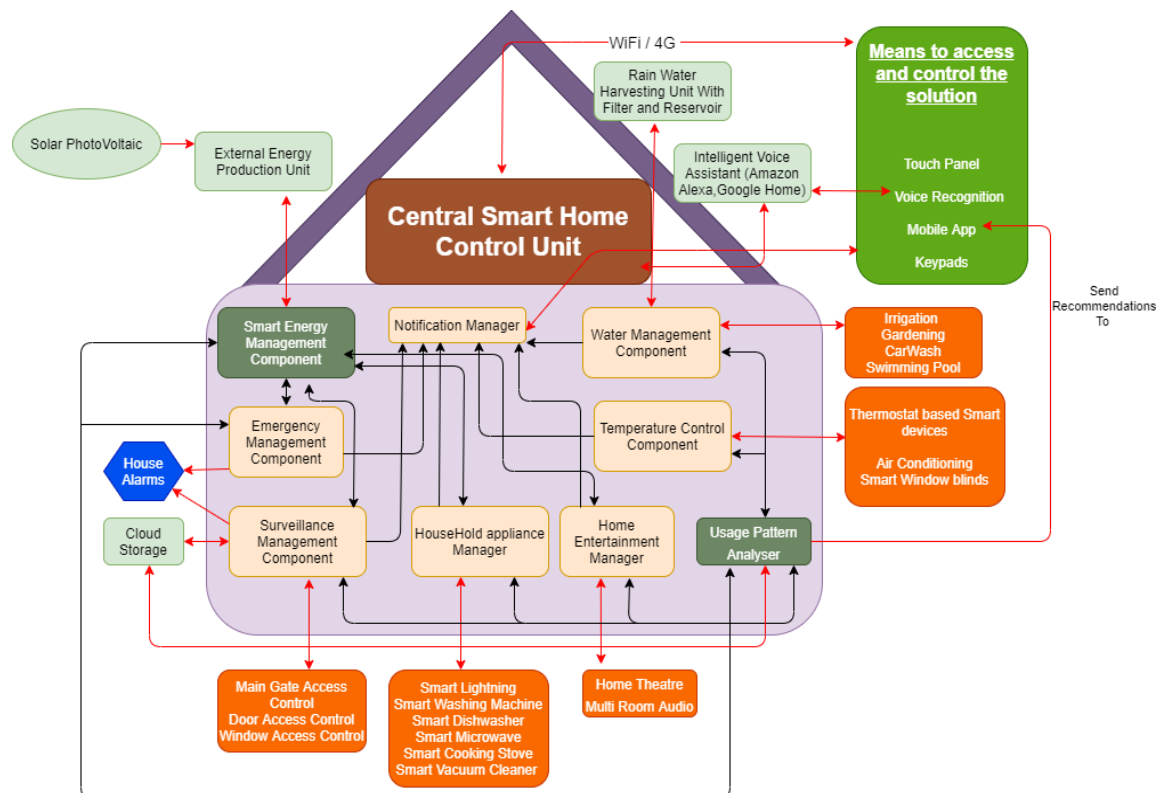 WiFi / 4G
Means to access
and control the
solution
Touch Panel
Voice Recognition
Mobile App
Keypads
Rain Water
Harvesting Unit With
Filter and Reservoir
Solar PhotoVoltaic
External Energy
Production Unit
Intelligent Voice
Assistant (Amazon
Alexa,Google Home)
Central Smart Home
Control Unit
Send
Recommendations
To
Smart Energy
Management
Component
Notification Manager
Water Management
Component
Irrigation
Gardening
CarWash
Swimming Pool
Emergency
Management
Component
Temperature Control
Component
Thermostat based Smart
devices
Air Conditioning
Smart Window blinds
House
Alarms
Cloud
Storage
Surveillance
Management
Component
HouseHold appliance
Manager
Home
Entertainment
Manager
Usage Pattern
Analyser
Main Gate Access
Control
Door Access Control
Window Access Control
Smart Lightning
Smart Washing Machine
Smart Dishwasher
Smart Microwave
Smart Cooking Stove
Smart Vacuum Cleaner
Home Theatre
Multi Room Audio